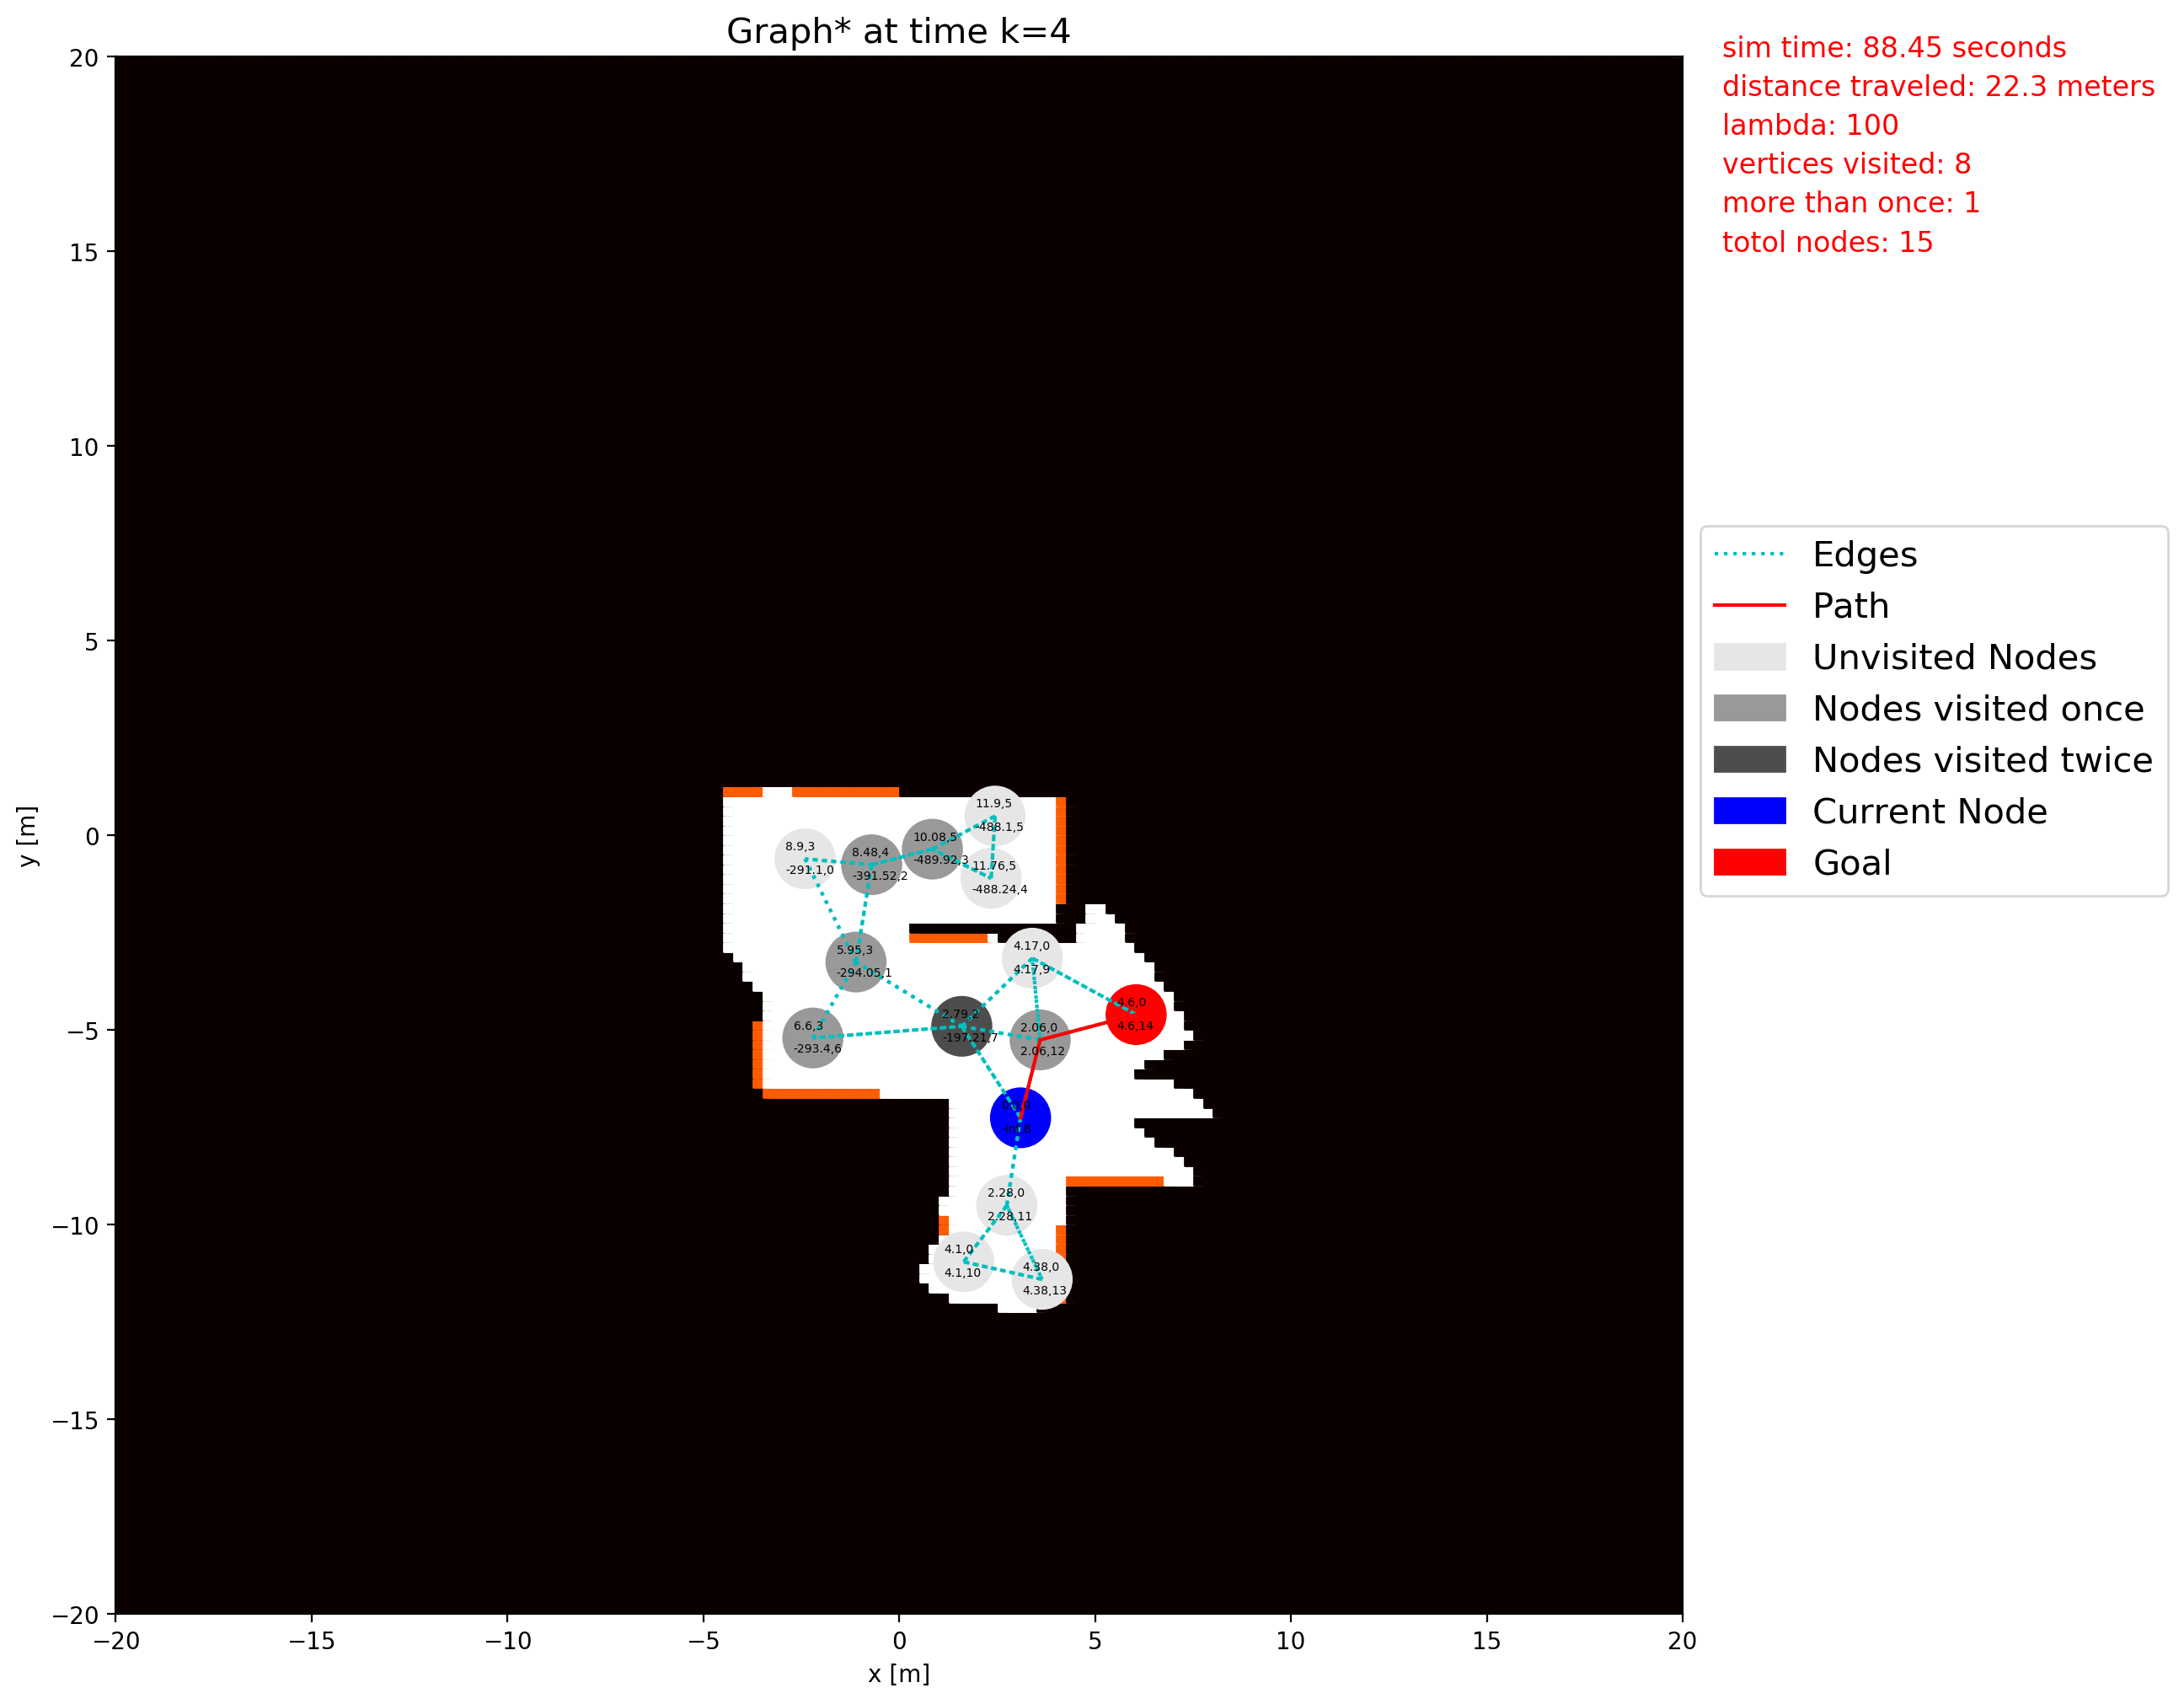 Graph* at time k=4
sim time: 88.45 seconds
distance traveled: 22.3 meters
lambda: 100
vertices visited: 8
more than once: 1
totol nodes: 15
Edges
Path
Unvisited Nodes
Nodes visited once
Nodes visited twice
Current Node
Goal
20
15
10
5
0
−5
−10
−15
−20
y [m]
−20
−15
−10
−5
0
5
10
15
20
x [m]
11.9,5
-488.1,5
10.08,5
-489.92,3
8.9,3
-291.1,0
8.48,4
-391.52,2
11.76,5
-488.24,4
4.17,0
4.17,9
5.95,3
-294.05,1
4.6,0
4.6,14
2.79,2
-197.21,7
6.6,3
-293.4,6
2.06,0
2.06,12
2.28,0
2.28,11
4.1,0
4.1,10
4.38,0
4.38,13